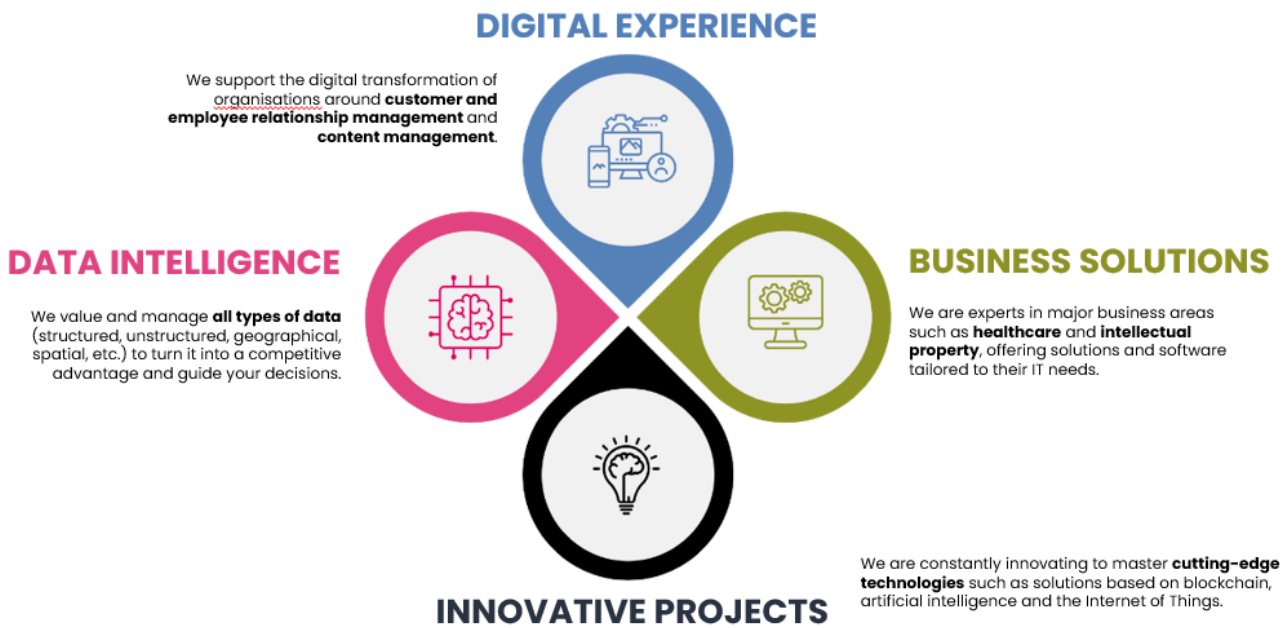 DIGITAL EXPERIENCE
We support the digital transformation of
organisations around customer and
employee relationship management and
content management.
DATA INTELLIGENCE
We value and manage all types of data
(structured, unstructured, geographical,
spatial, etc.) to turn it into a competitive
advantage and guide your decisions.
BUSINESS SOLUTIONS
We are experts in major business areas
such as healthcare and intellectual
property, offering solutions and software
tailored to their IT needs.
INNOVATIVE PROJECTS
We are constantly innovating to master cutting-edge
technologies such as solutions based on blockchain,
artificial intelligence and the Internet of Things.